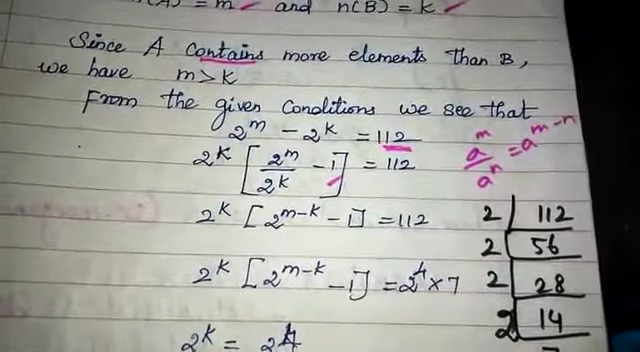 n(A) = m and n(B) = k
Since A contains more elements than B,
we have m>k
From the given conditions we see that
2^m - 2^k = 112
2^k [ 2^m/2^k - 1 ] = 112
a^m/a^n = a^m-n
2^k [ 2^m-k - 1 ] = 112
2^k [ 2^m-k - 1 ] = 2^4 × 7
2^k = 2^4
2 | 112
2 | 56
2 | 28
2 | 14